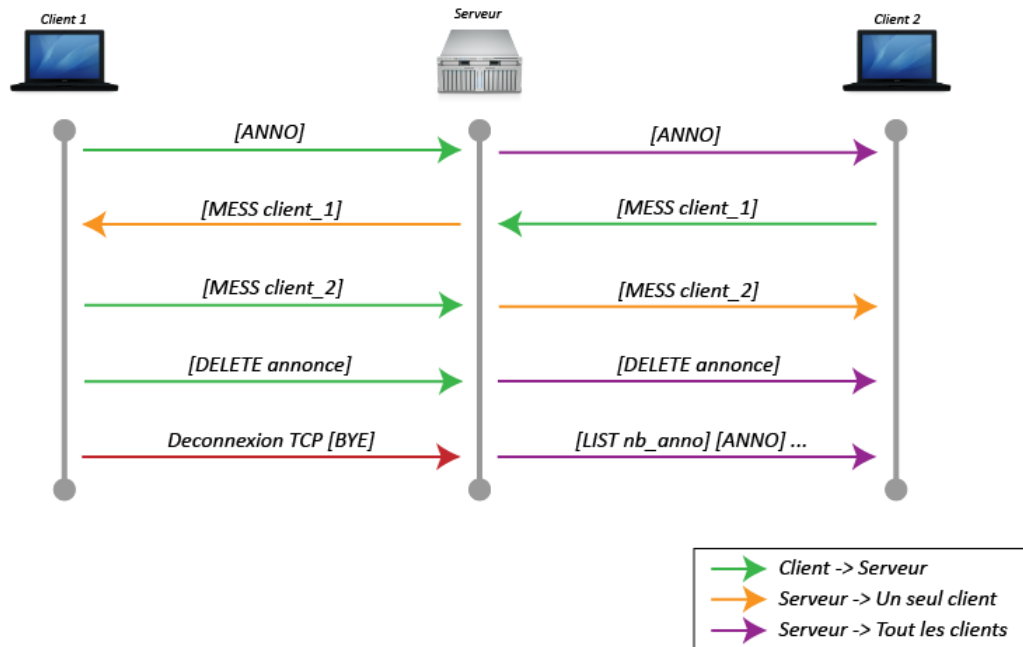 Client 1
Serveur
Client 2
[ANNO]
[ANNO]
[MESS client_1]
[MESS client_1]
[MESS client_2]
[MESS client_2]
[DELETE annonce]
[DELETE annonce]
Deconnexion TCP [BYE]
[LIST nb_anno] [ANNO] ...
Client -> Serveur
Serveur -> Un seul client
Serveur -> Tout les clients